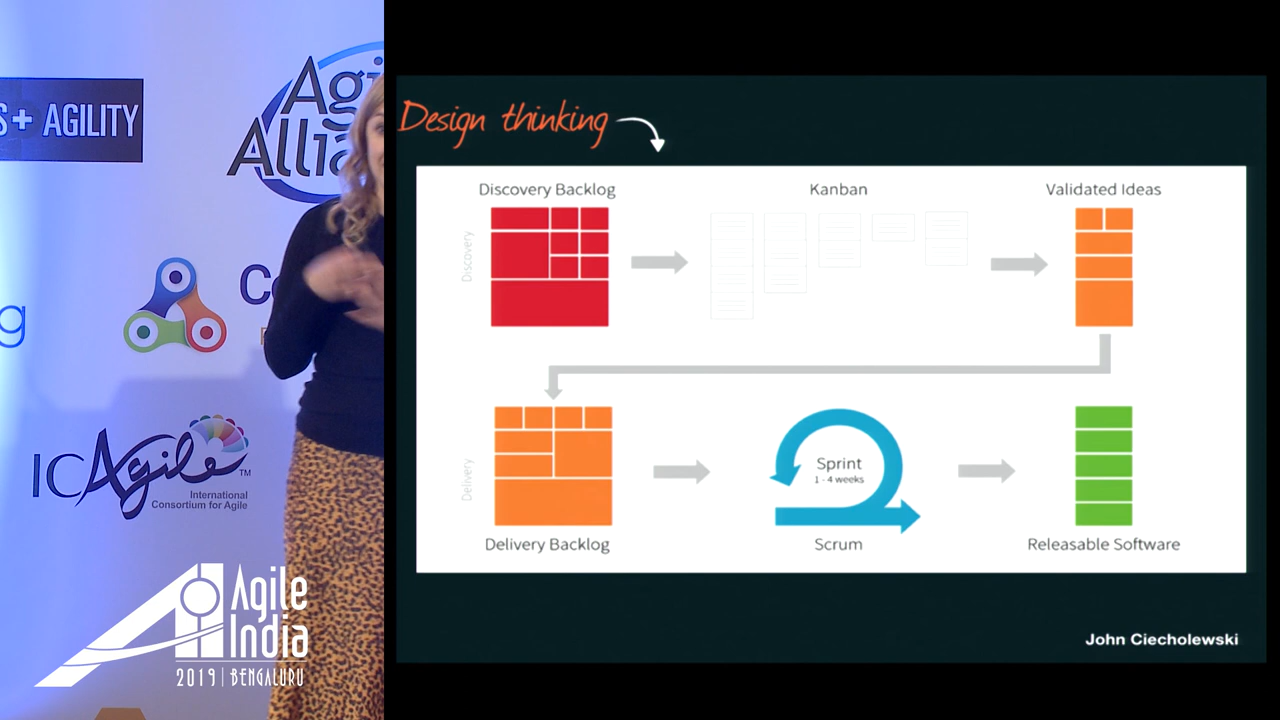 S+ AGILITY
Agi
Allia
Co
g
ICAgile™
International
Consortium for Agile
Agile
India
2019 | BENGALURU
Design thinking
Discovery Backlog
Kanban
Validated Ideas
Discovery
Delivery
Sprint
1 - 4 weeks
Delivery Backlog
Scrum
Releasable Software
John Ciecholewski